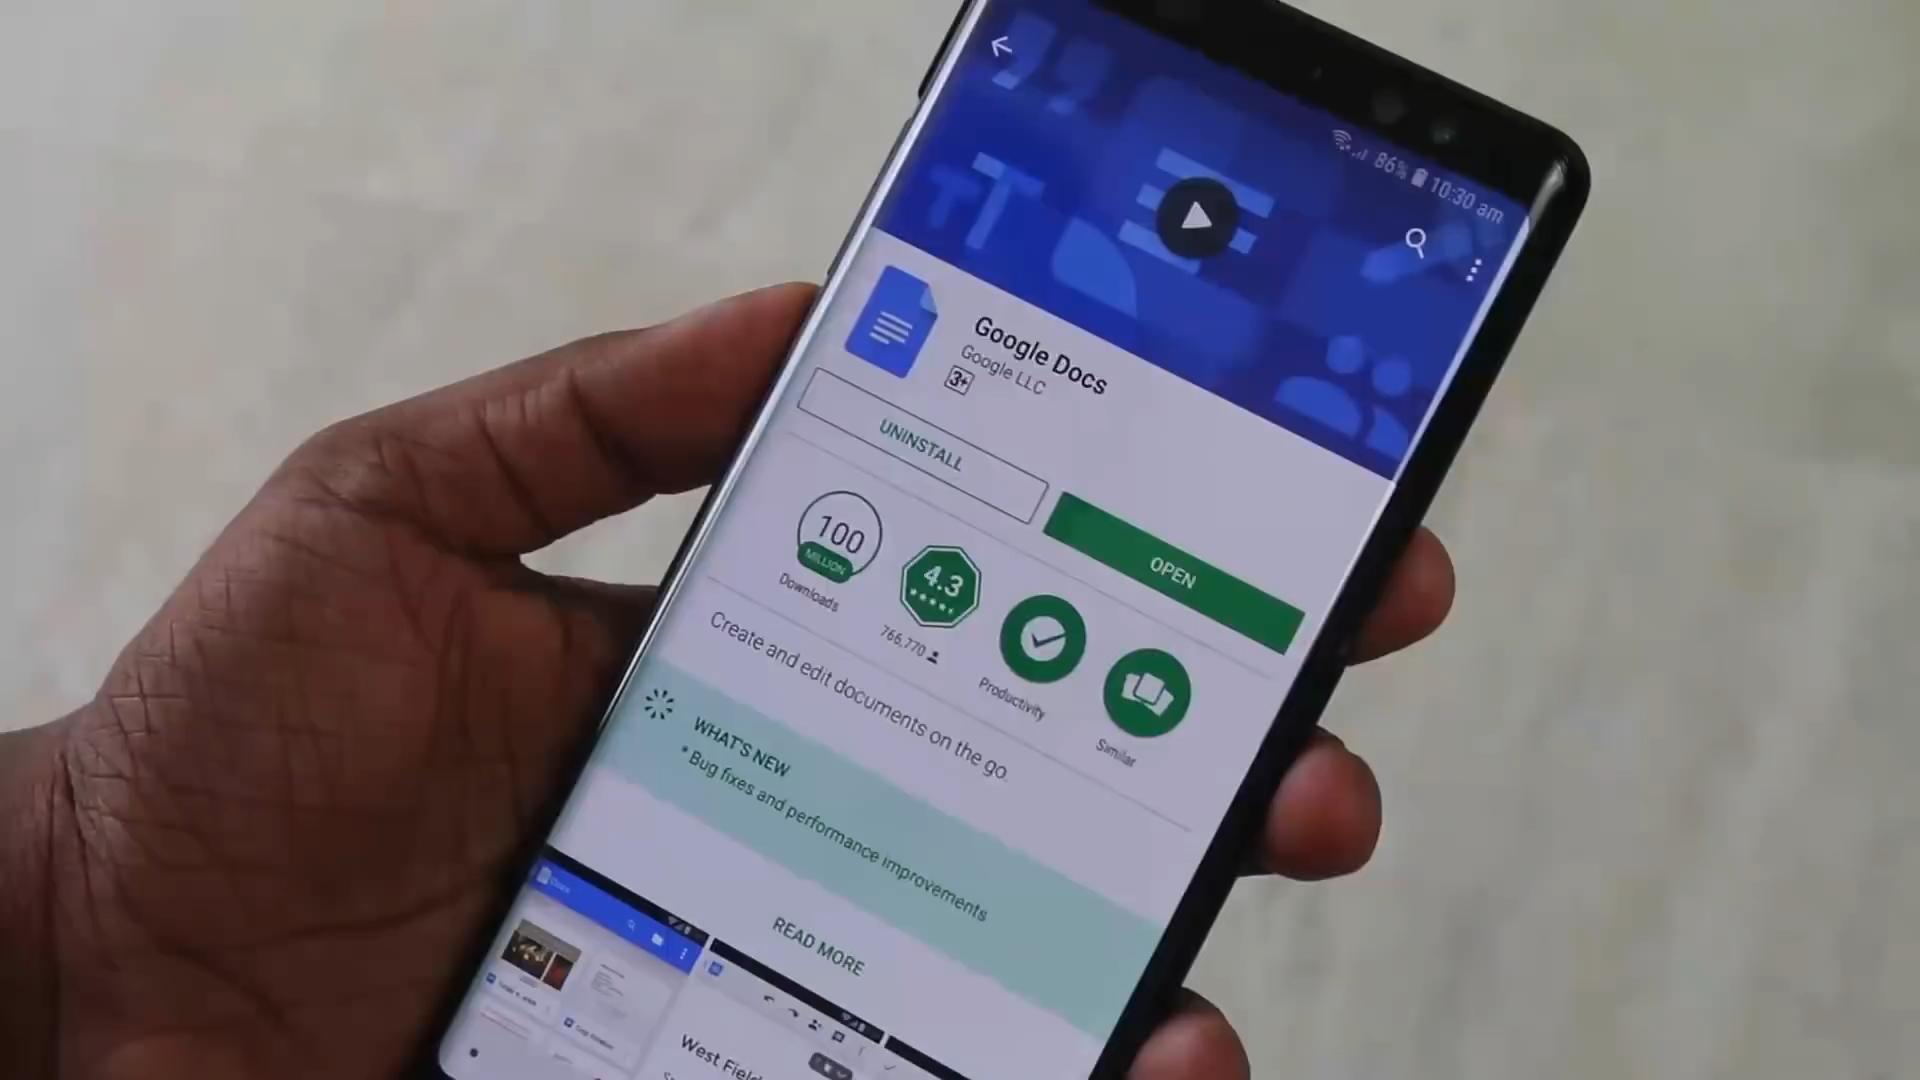 86% 10:30 am
Google Docs
Google LLC
3+
UNINSTALL
OPEN
100
MILLION
Downloads
4.3
766,770
Productivity
Similar
Create and edit documents on the go.
WHAT'S NEW
* Bug fixes and performance improvements
READ MORE
Docs
West Field